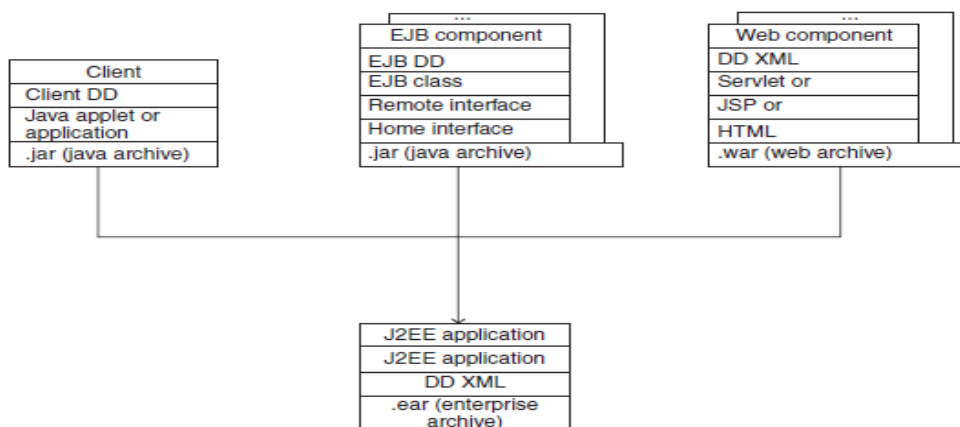 Client
Client DD
Java applet or
application
.jar (java archive)
...
EJB component
EJB DD
EJB class
Remote interface
Home interface
.jar (java archive)
...
Web component
DD XML
Servlet or
JSP or
HTML
.war (web archive)
J2EE application
J2EE application
DD XML
.ear (enterprise
archive)